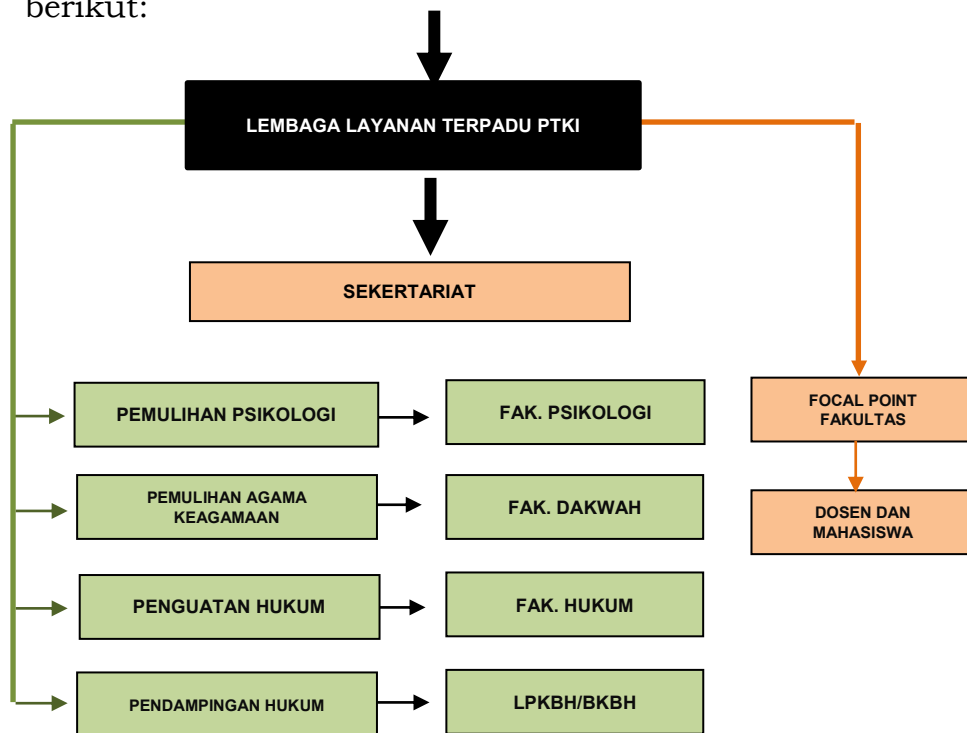 berikut:
LEMBAGA LAYANAN TERPADU PTKI
SEKERTARIAT
PEMULIHAN PSIKOLOGI
FAK. PSIKOLOGI
FOCAL POINT
FAKULTAS
PEMULIHAN AGAMA
KEAGAMAAN
FAK. DAKWAH
DOSEN DAN
MAHASISWA
PENGUATAN HUKUM
FAK. HUKUM
PENDAMPINGAN HUKUM
LPKBH/BKBH